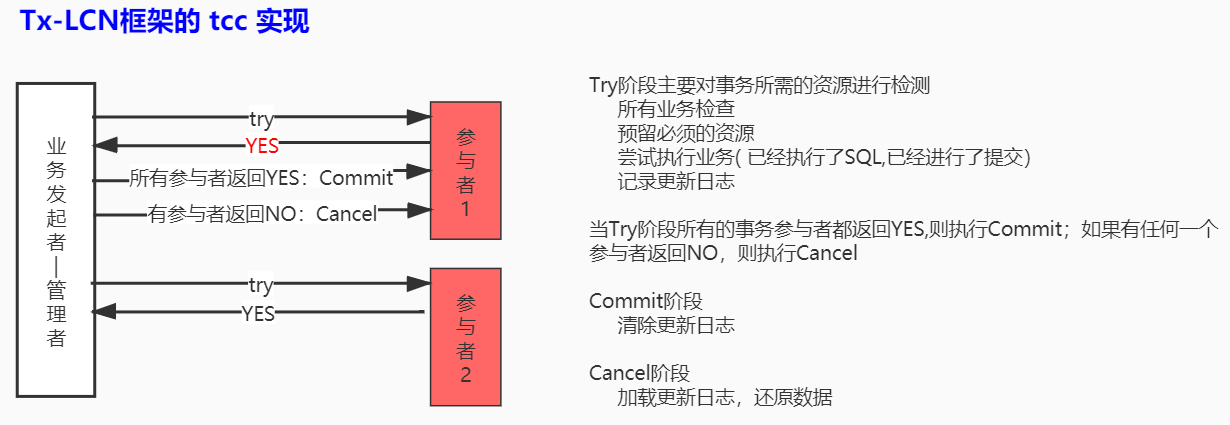 Tx-LCN框架的 tcc 实现
业务发起者—管理者
try
YES
所有参与者返回YES：Commit
有参与者返回NO：Cancel
参与者1
try
YES
参与者2
Try阶段主要对事务所需的资源进行检测
所有业务检查
预留必须的资源
尝试执行业务( 已经执行了SQL,已经进行了提交)
记录更新日志
当Try阶段所有的事务参与者都返回YES,则执行Commit；如果有任何一个
参与者返回NO，则执行Cancel
Commit阶段
清除更新日志
Cancel阶段
加载更新日志，还原数据